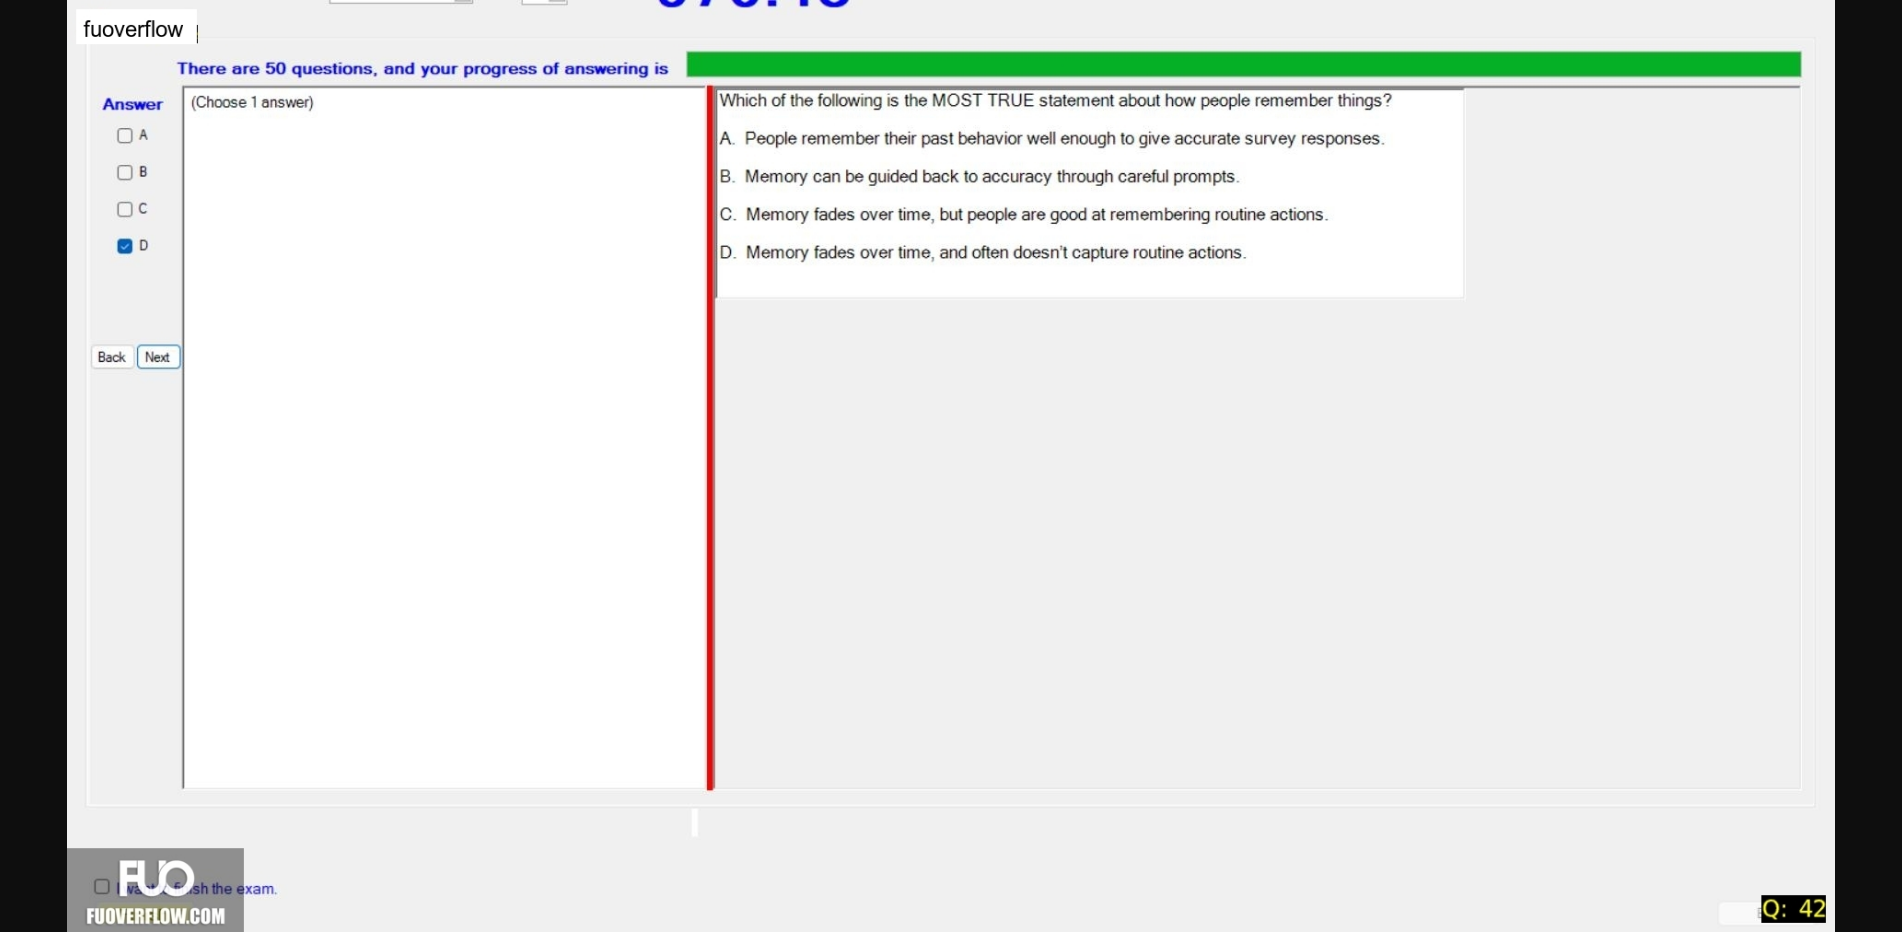 fuoverflow
There are 50 questions, and your progress of answering is
Answer
(Choose 1 answer)
A
B
C
D
Back Next
Which of the following is the MOST TRUE statement about how people remember things?
A. People remember their past behavior well enough to give accurate survey responses.
B. Memory can be guided back to accuracy through careful prompts.
C. Memory fades over time, but people are good at remembering routine actions.
D. Memory fades over time, and often doesn't capture routine actions.
FUO
sh the exam.
FUOVERFLOW.COM
Q: 42